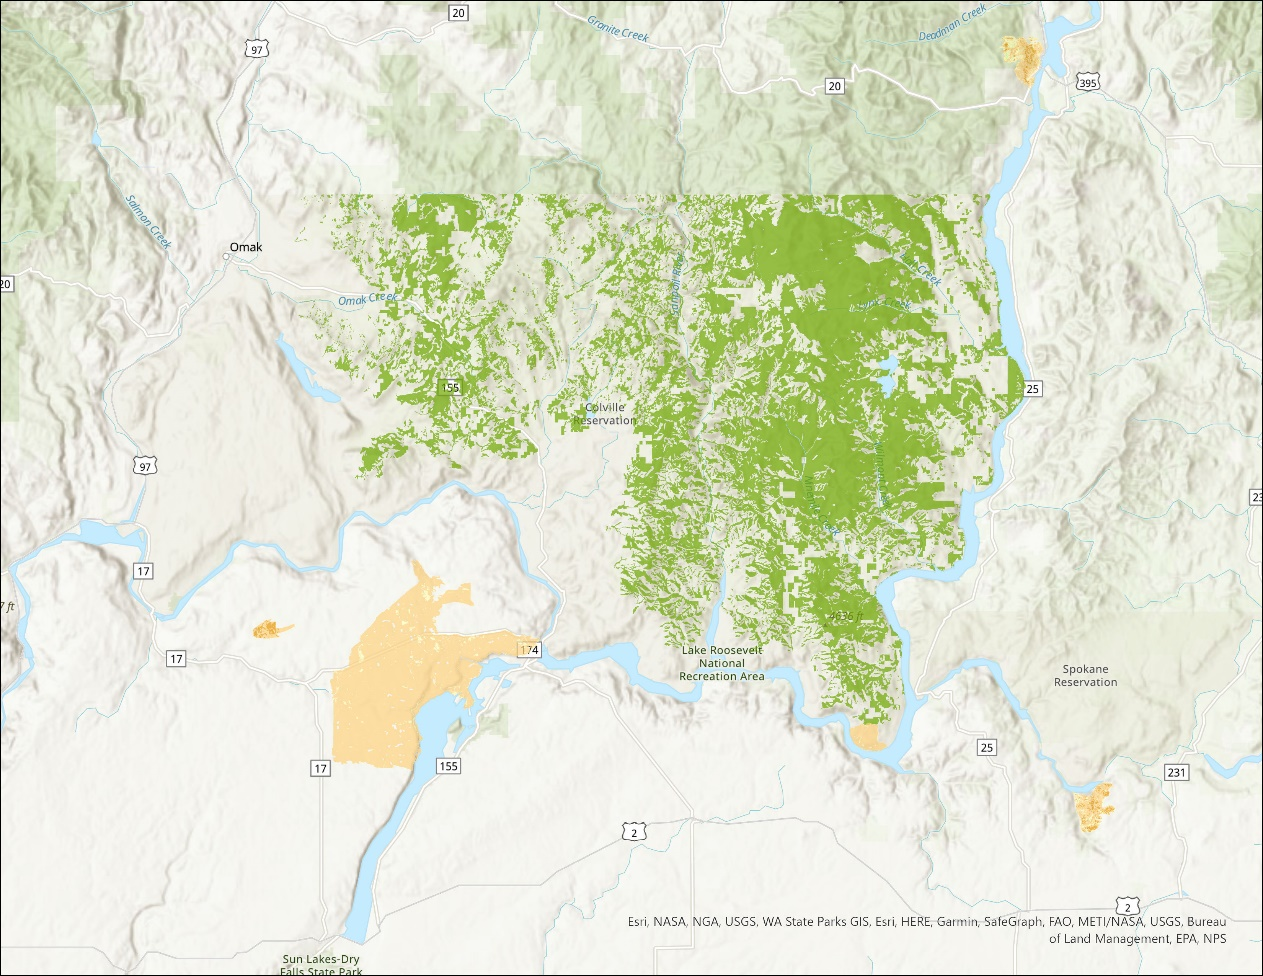 20
Granite Creek
Deadman Creek
97
20
395
Salmon Creek
Omak
20
Omak Creek
155
25
Colville
Reservation
97
23
17
7 ft
174
17
Lake Roosevelt
National
Recreation Area
Spokane
Reservation
25
17
155
231
2
2
Esri, NASA, NGA, USGS, WA State Parks GIS, Esri, HERE, Garmin, SafeGraph, FAO, METI/NASA, USGS, Bureau
of Land Management, EPA, NPS
Sun Lakes-Dry
Falls State Park